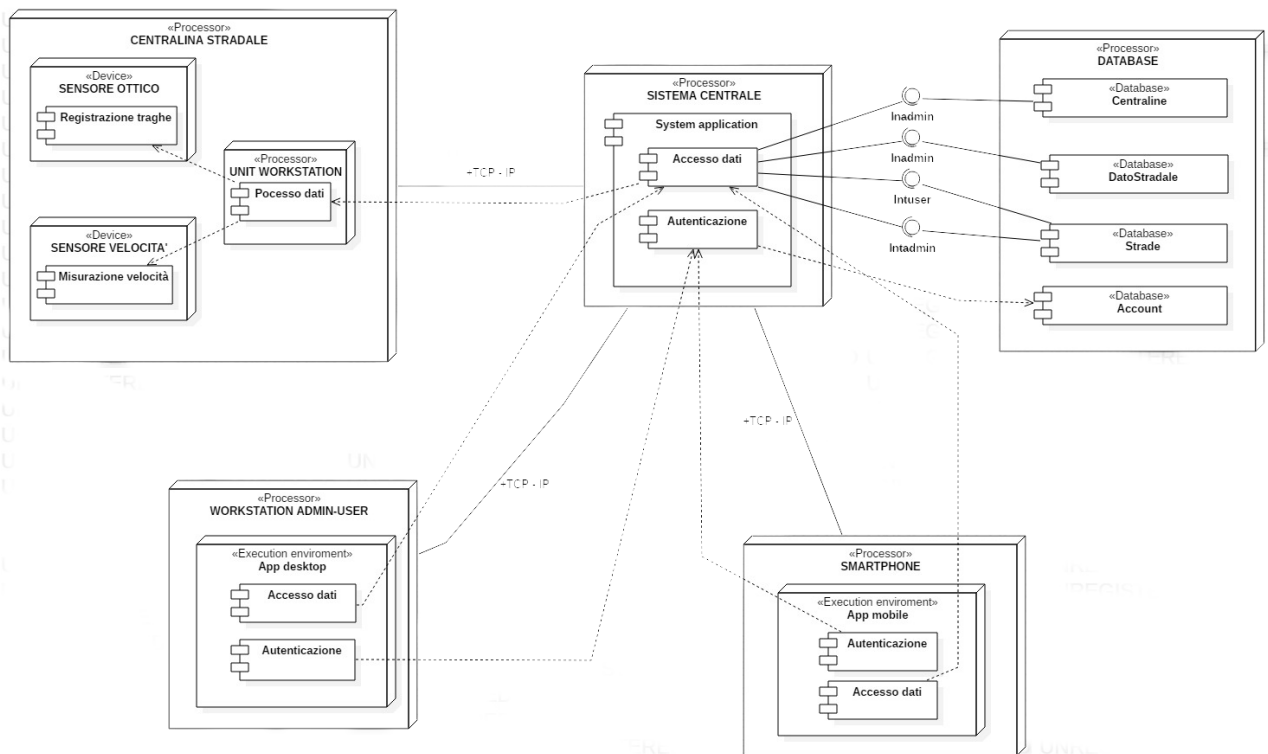 «Processor»
CENTRALINA STRADALE
«Device»
SENSORE OTTICO
Registrazione traghe
«Processor»
UNIT WORKSTATION
Pocesso dati
«Device»
SENSORE VELOCITA'
Misurazione velocità
+TCP - IP
«Processor»
SISTEMA CENTRALE
System application
Accesso dati
Autenticazione
Inadmin
Inadmin
Intuser
Intadmin
«Processor»
DATABASE
«Database»
Centraline
«Database»
DatoStradale
«Database»
Strade
«Database»
Account
+TCP - IP
+TCP - IP
«Processor»
WORKSTATION ADMIN-USER
«Execution enviroment»
App desktop
Accesso dati
Autenticazione
«Processor»
SMARTPHONE
«Execution enviroment»
App mobile
Autenticazione
Accesso dati